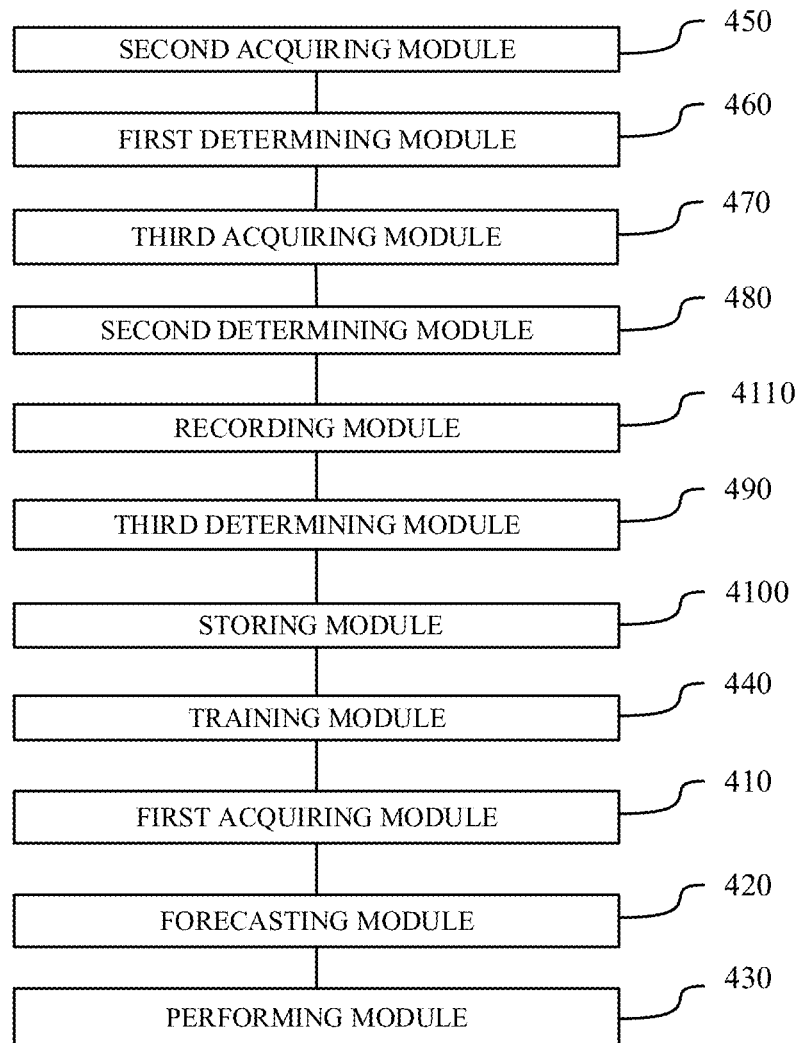 450
SECOND ACQUIRING MODULE
460
FIRST DETERMINING MODULE
470
THIRD ACQUIRING MODULE
480
SECOND DETERMINING MODULE
4110
RECORDING MODULE
490
THIRD DETERMINING MODULE
4100
STORING MODULE
440
TRAINING MODULE
410
FIRST ACQUIRING MODULE
420
FORECASTING MODULE
430
PERFORMING MODULE